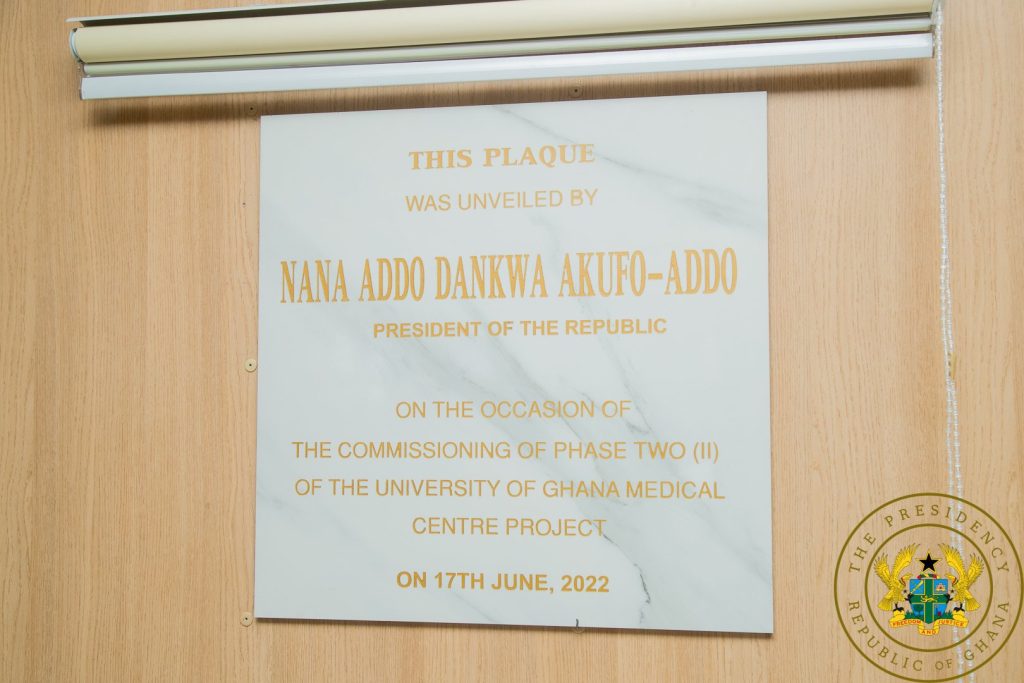 THIS PLAQUE
WAS UNVEILED BY
NANA ADDO DANKWA AKUFO-ADDO
PRESIDENT OF THE REPUBLIC
ON THE OCCASION OF
THE COMMISSIONING OF PHASE TWO (II)
OF THE UNIVERSITY OF GHANA MEDICAL
CENTRE PROJECT
ON 17TH JUNE, 2022
THE PRESIDENCY
REPUBLIC OF GHANA
FREEDOM AND JUSTICE